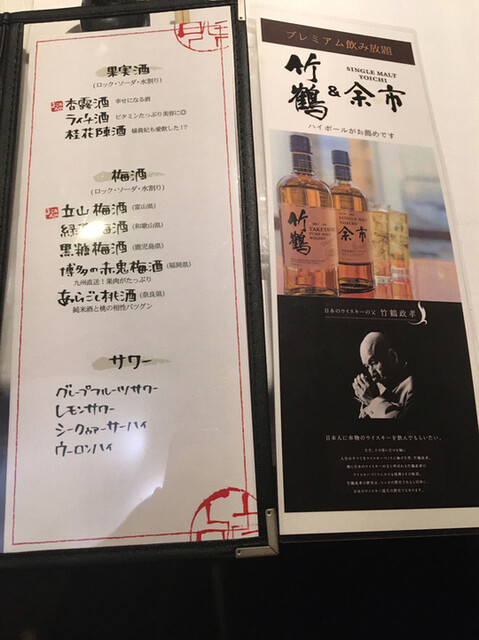 果実酒
(ロック・ソーダ・水割り)
杏露酒 幸せになる酒
ライチ酒 ビタミンたっぷり美容に◎
桂花陳酒 楊貴妃も愛飲した!?
梅酒
(ロック・ソーダ・水割り)
立山梅酒(富山県)
梅酒(和歌山県)
黒糖梅酒(鹿児島県)
博多の赤鬼梅酒(福岡県)
九州直送!果肉がたっぷり
あらごし桃酒(奈良県)
純米酒と桃の相性バツグン
サワー
グレープフルーツサワー
レモンサワー
シークヮーサーハイ
ウーロンハイ
プレミアム飲み放題
竹鶴
&
SINGLE MALT
YOICHI
余市
ハイボールがお薦めです
竹鶴
TAKETSURU
PURE MALT
WHISKY
SINGLE MALT
余市
日本のウイスキーの父 竹鶴政孝
日本人に本物のウイスキーを飲んでもらいたい。